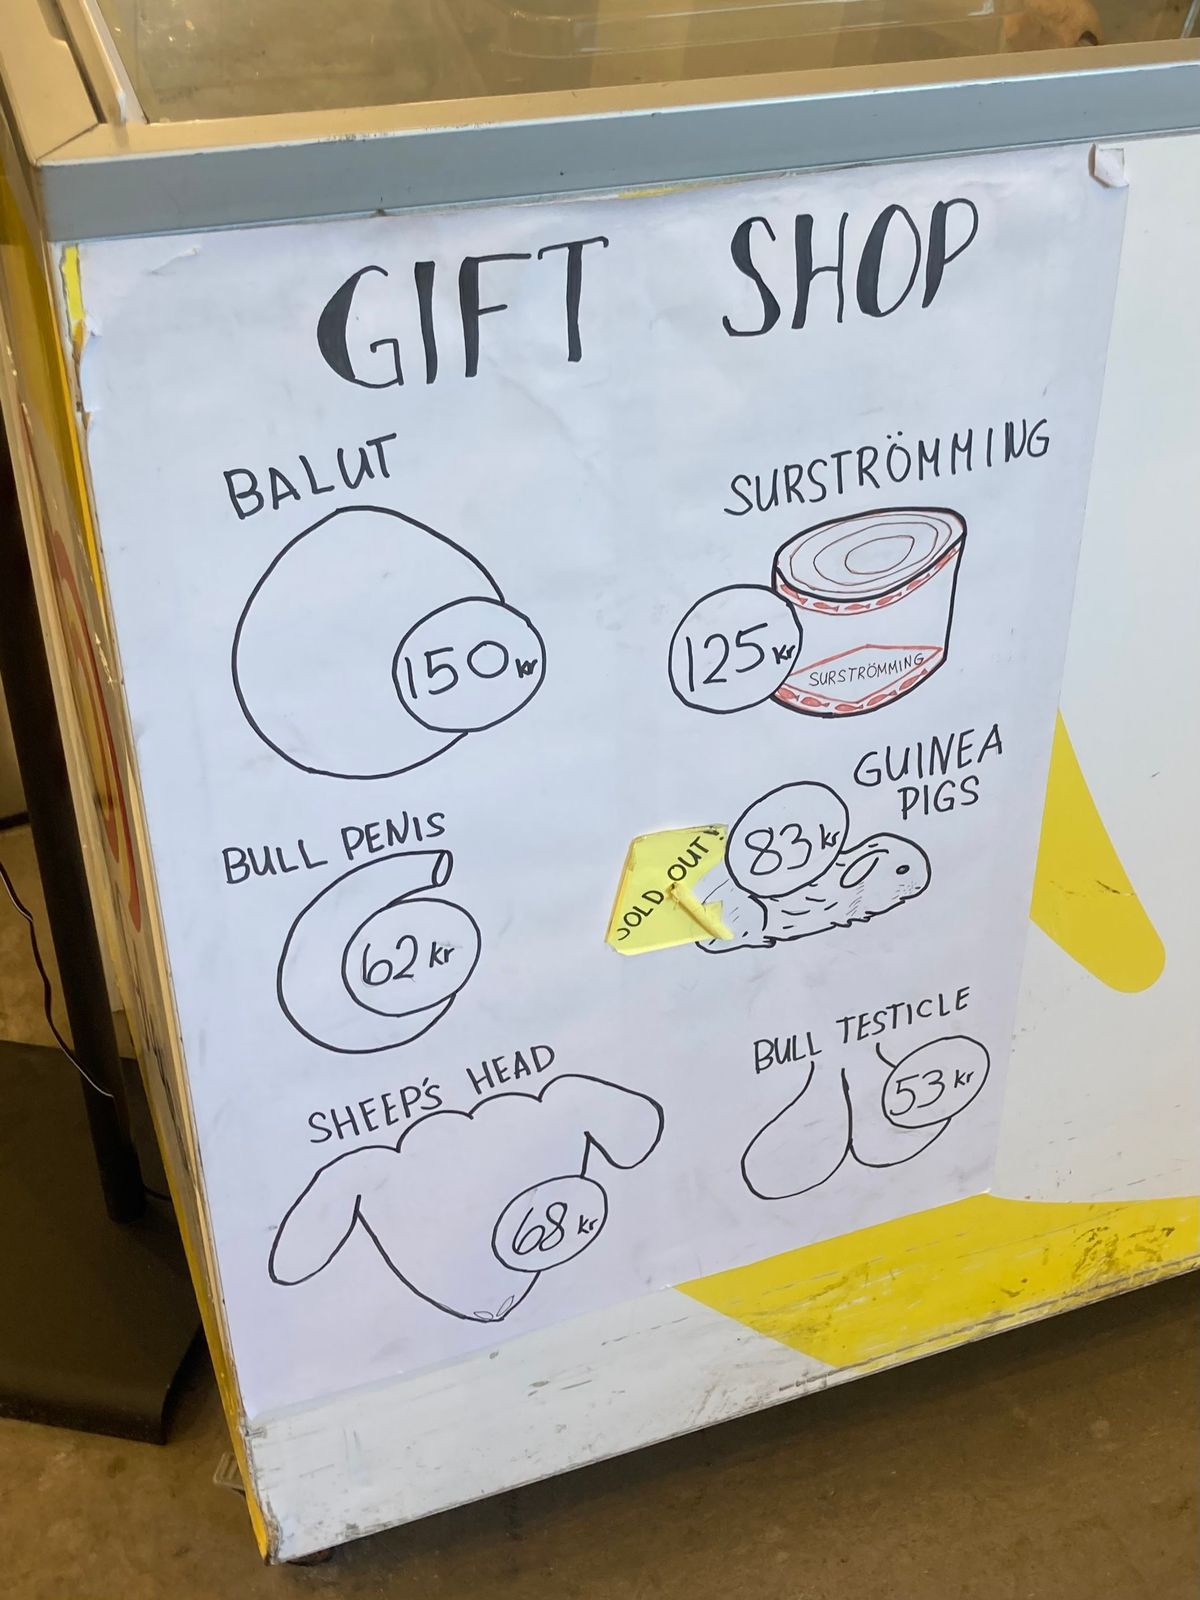 GIFT SHOP
BALUT
150 kr
SURSTRÖMMING
125 kr
SURSTRÖMMING
BULL PENIS
62 kr
GUINEA
PIGS
83 kr
SOLD OUT!
SHEEP'S HEAD
68 kr
BULL TESTICLE
53 kr